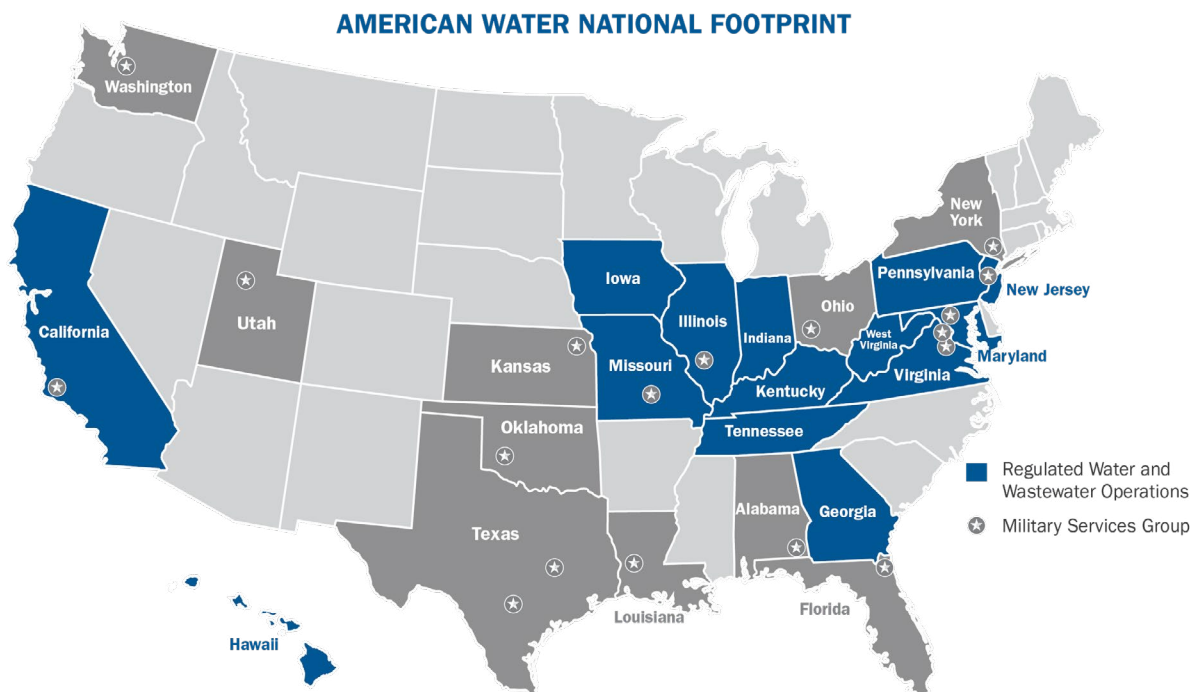 AMERICAN WATER NATIONAL FOOTPRINT
Washington
New
York
Pennsylvania
Iowa
New Jersey
Ohio
Illinois
Utah
California
Indiana
West
Virginia
Maryland
Kansas
Missouri
Virginia
Kentucky
Oklahoma
Tennessee
Regulated Water and
Wastewater Operations
Alabama
Georgia
Military Services Group
Texas
Florida
Louisiana
Hawaii